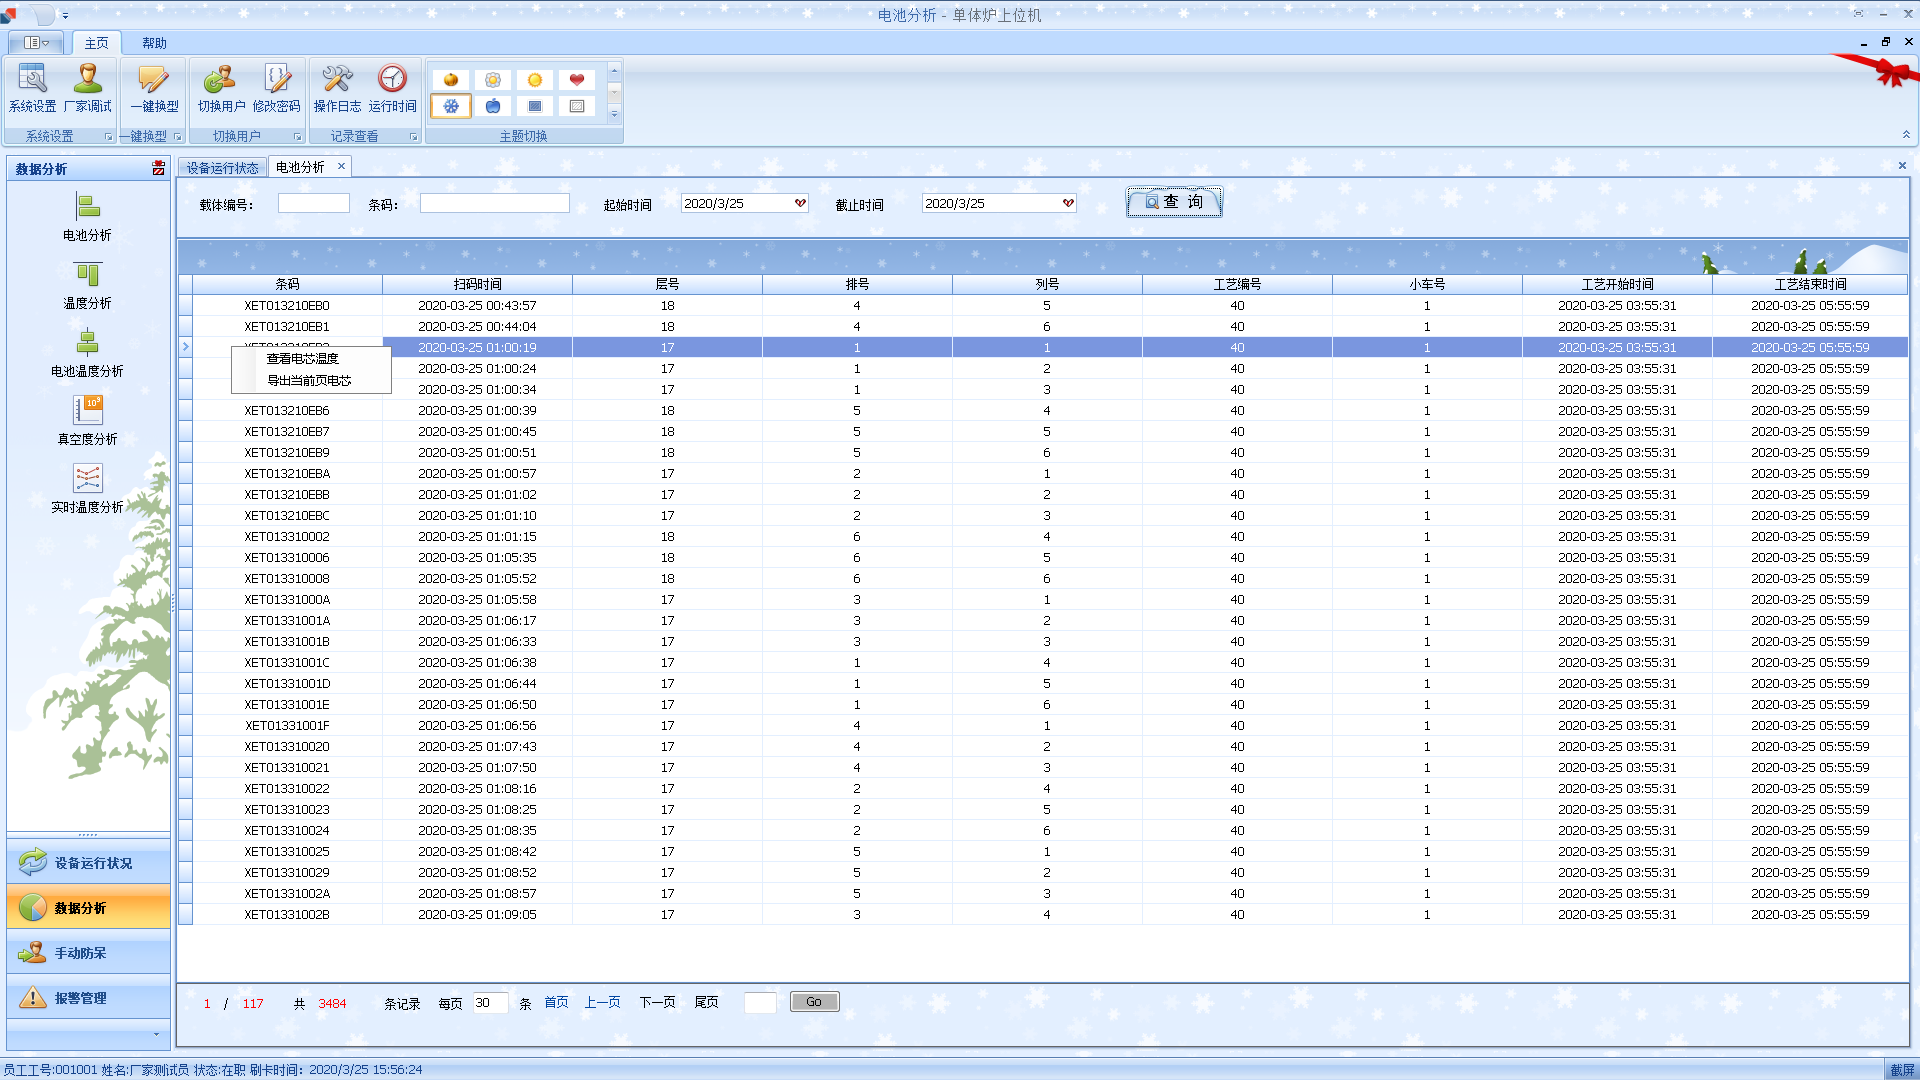 电池分析 - 单体炉上位机
主页 帮助
系统设置 厂家调试 一键换型 切换用户 修改密码 操作日志 运行时间
系统设置 一键换型 切换用户 记录查看 主题切换
数据分析
电池分析
温度分析
电池温度分析
真空度分析
实时温度分析
设备运行状况
数据分析
手动防呆
报警管理
设备运行状态 电池分析
载体编号： 条码： 起始时间 2020/3/25 截止时间 2020/3/25 查 询
条码 扫码时间 层号 排号 列号 工艺编号 小车号 工艺开始时间 工艺结束时间
XET013210EB0 2020-03-25 00:43:57 18 4 5 40 1 2020-03-25 03:55:31 2020-03-25 05:55:59
XET013210EB1 2020-03-25 00:44:04 18 4 6 40 1 2020-03-25 03:55:31 2020-03-25 05:55:59
2020-03-25 01:00:19 17 1 1 40 1 2020-03-25 03:55:31 2020-03-25 05:55:59
查看电芯温度
2020-03-25 01:00:24 17 1 2 40 1 2020-03-25 03:55:31 2020-03-25 05:55:59
导出当前页电芯
2020-03-25 01:00:34 17 1 3 40 1 2020-03-25 03:55:31 2020-03-25 05:55:59
XET013210EB6 2020-03-25 01:00:39 18 5 4 40 1 2020-03-25 03:55:31 2020-03-25 05:55:59
XET013210EB7 2020-03-25 01:00:45 18 5 5 40 1 2020-03-25 03:55:31 2020-03-25 05:55:59
XET013210EB9 2020-03-25 01:00:51 18 5 6 40 1 2020-03-25 03:55:31 2020-03-25 05:55:59
XET013210EBA 2020-03-25 01:00:57 17 2 1 40 1 2020-03-25 03:55:31 2020-03-25 05:55:59
XET013210EBB 2020-03-25 01:01:02 17 2 2 40 1 2020-03-25 03:55:31 2020-03-25 05:55:59
XET013210EBC 2020-03-25 01:01:10 17 2 3 40 1 2020-03-25 03:55:31 2020-03-25 05:55:59
XET013310002 2020-03-25 01:01:15 18 6 4 40 1 2020-03-25 03:55:31 2020-03-25 05:55:59
XET013310006 2020-03-25 01:05:35 18 6 5 40 1 2020-03-25 03:55:31 2020-03-25 05:55:59
XET013310008 2020-03-25 01:05:52 18 6 6 40 1 2020-03-25 03:55:31 2020-03-25 05:55:59
XET01331000A 2020-03-25 01:05:58 17 3 1 40 1 2020-03-25 03:55:31 2020-03-25 05:55:59
XET01331001A 2020-03-25 01:06:17 17 3 2 40 1 2020-03-25 03:55:31 2020-03-25 05:55:59
XET01331001B 2020-03-25 01:06:33 17 3 3 40 1 2020-03-25 03:55:31 2020-03-25 05:55:59
XET01331001C 2020-03-25 01:06:38 17 1 4 40 1 2020-03-25 03:55:31 2020-03-25 05:55:59
XET01331001D 2020-03-25 01:06:44 17 1 5 40 1 2020-03-25 03:55:31 2020-03-25 05:55:59
XET01331001E 2020-03-25 01:06:50 17 1 6 40 1 2020-03-25 03:55:31 2020-03-25 05:55:59
XET01331001F 2020-03-25 01:06:56 17 4 1 40 1 2020-03-25 03:55:31 2020-03-25 05:55:59
XET013310020 2020-03-25 01:07:43 17 4 2 40 1 2020-03-25 03:55:31 2020-03-25 05:55:59
XET013310021 2020-03-25 01:07:50 17 4 3 40 1 2020-03-25 03:55:31 2020-03-25 05:55:59
XET013310022 2020-03-25 01:08:16 17 2 4 40 1 2020-03-25 03:55:31 2020-03-25 05:55:59
XET013310023 2020-03-25 01:08:25 17 2 5 40 1 2020-03-25 03:55:31 2020-03-25 05:55:59
XET013310024 2020-03-25 01:08:35 17 2 6 40 1 2020-03-25 03:55:31 2020-03-25 05:55:59
XET013310025 2020-03-25 01:08:42 17 5 1 40 1 2020-03-25 03:55:31 2020-03-25 05:55:59
XET013310029 2020-03-25 01:08:52 17 5 2 40 1 2020-03-25 03:55:31 2020-03-25 05:55:59
XET01331002A 2020-03-25 01:08:57 17 5 3 40 1 2020-03-25 03:55:31 2020-03-25 05:55:59
XET01331002B 2020-03-25 01:09:05 17 3 4 40 1 2020-03-25 03:55:31 2020-03-25 05:55:59
1 / 117 共 3484 条记录 每页 30 条 首页 上一页 下一页 尾页 Go
员工工号:001001 姓名:厂家测试员 状态:在职 刷卡时间：2020/3/25 15:56:24 截屏